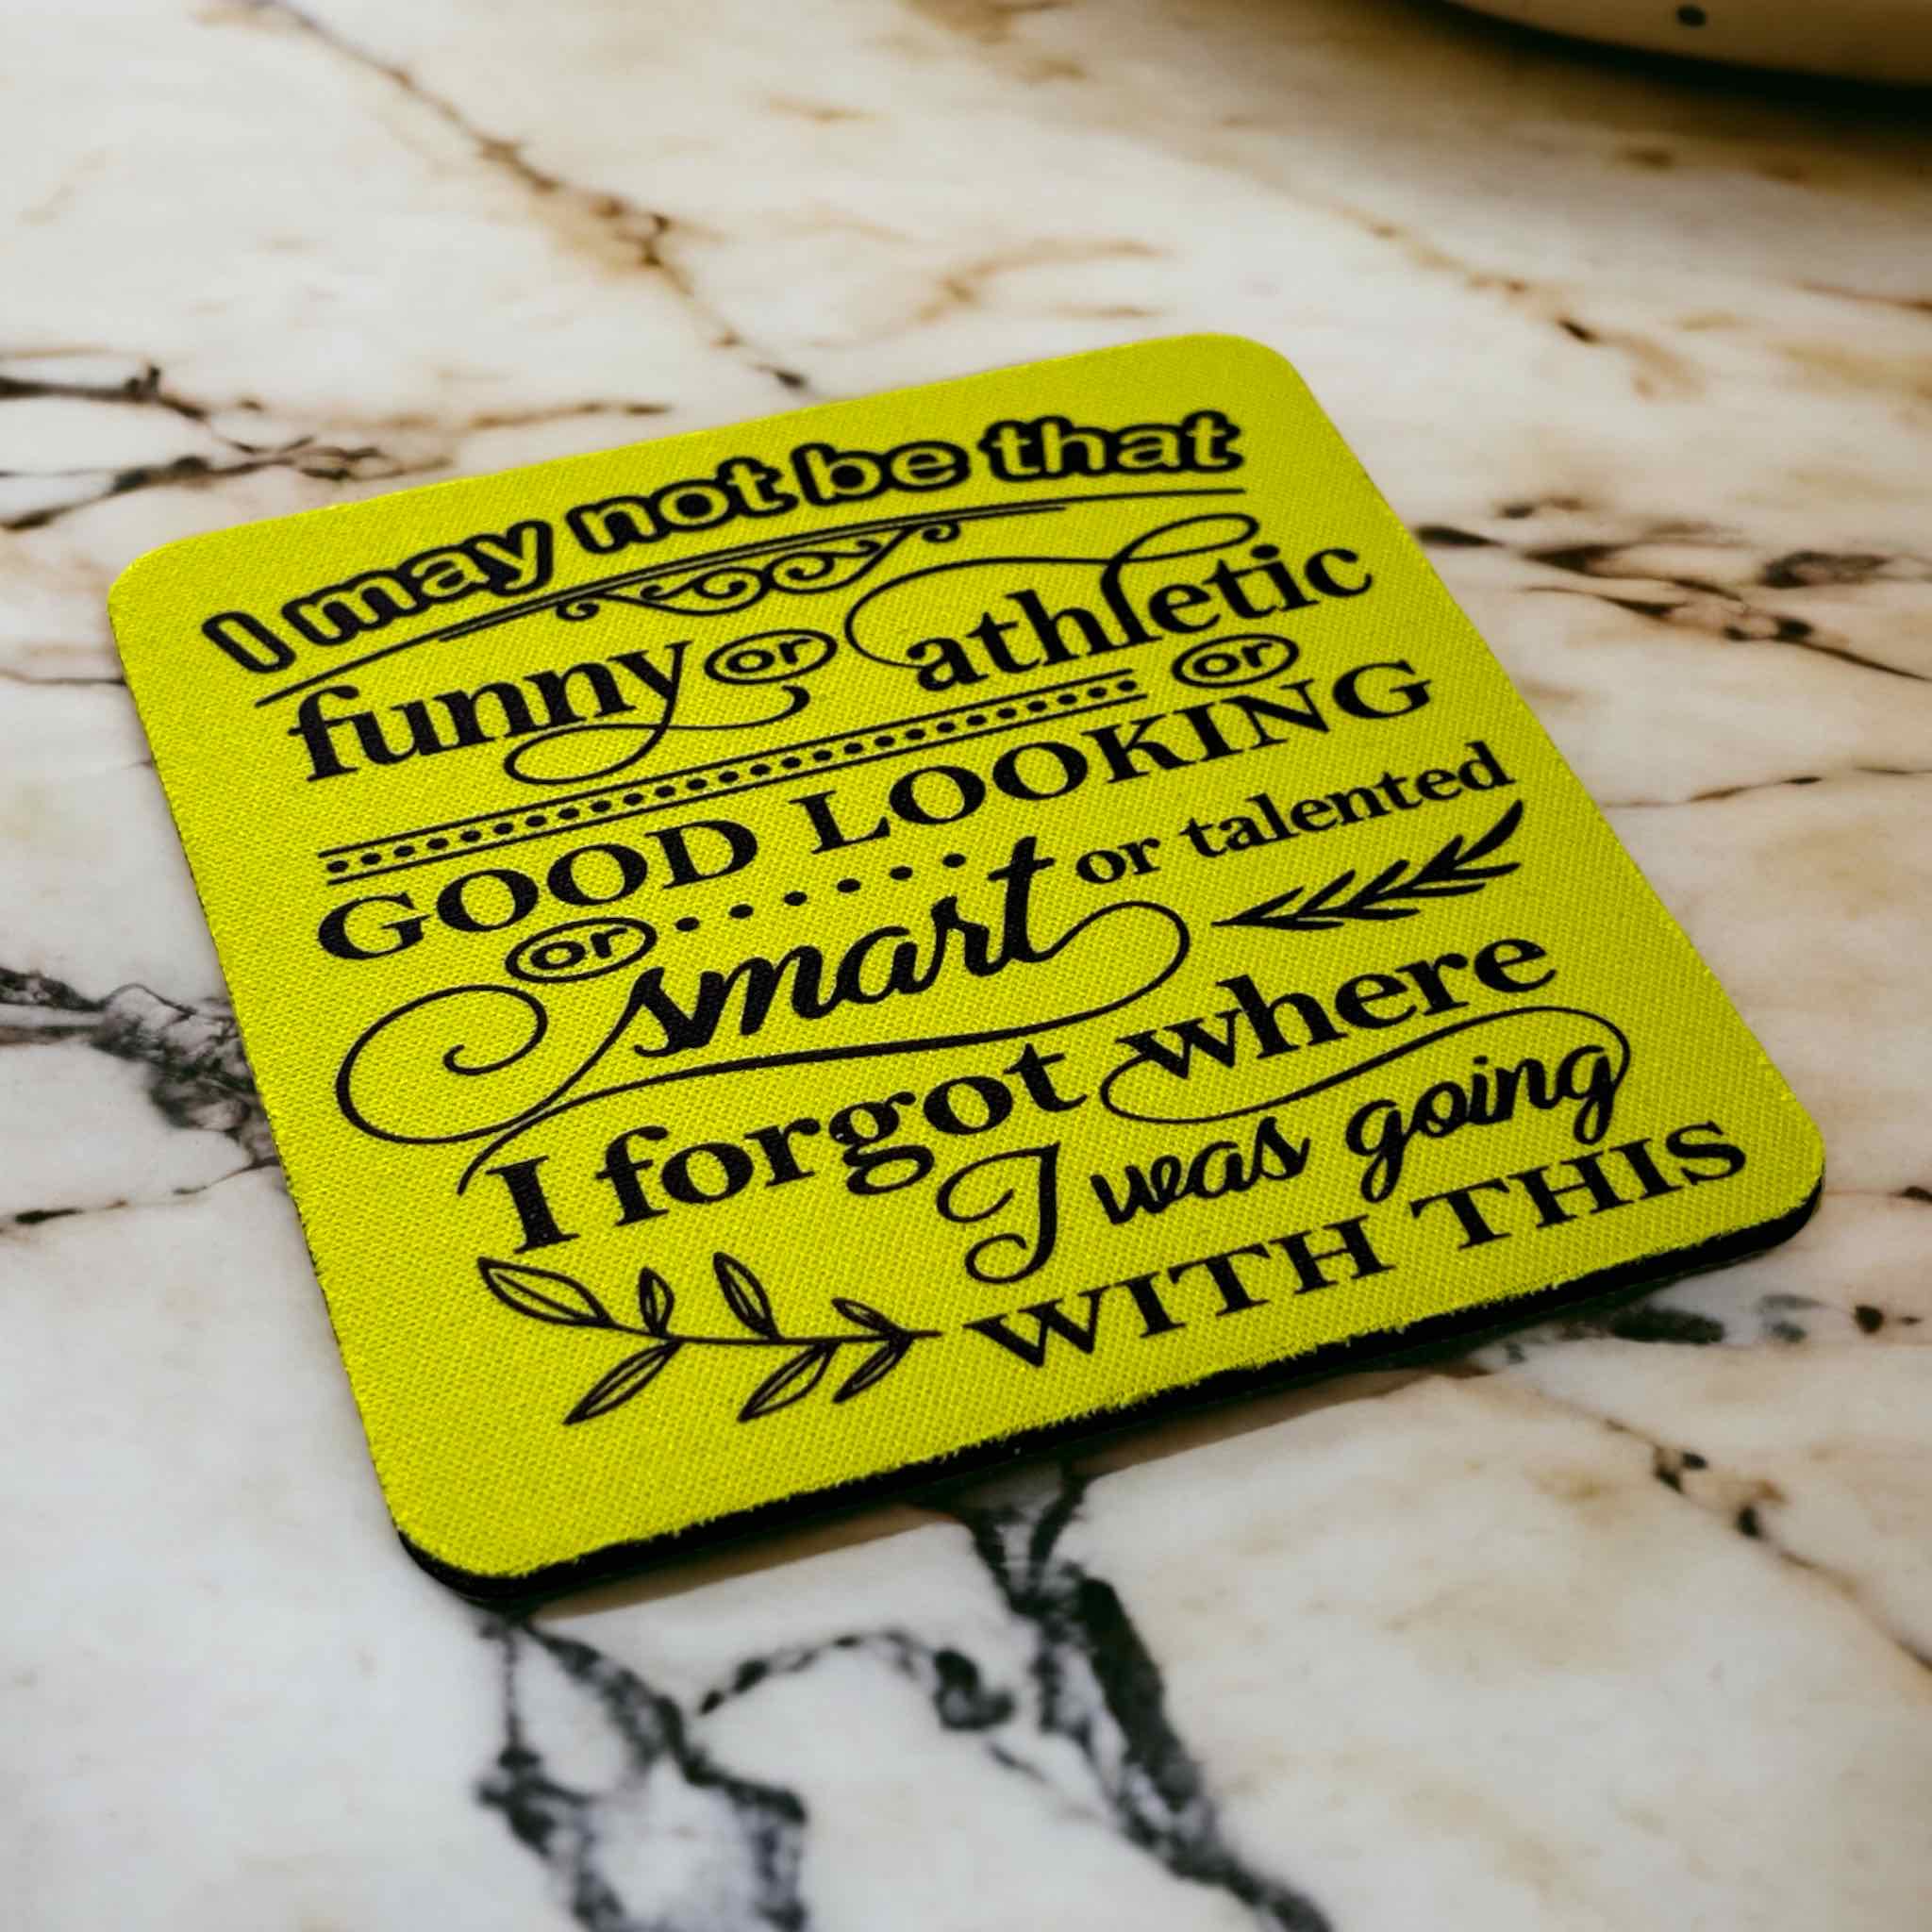 I may not be that
funny or athletic
or
GOOD LOOKING
or smart or talented
I forgot where
I was going
WITH THIS